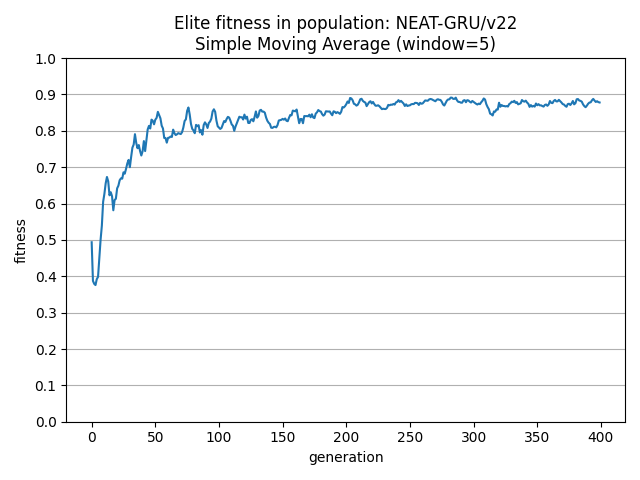 Elite fitness in population: NEAT-GRU/v22
Simple Moving Average (window=5)
1.0
0.9
0.8
0.7
0.6
0.5
0.4
0.3
0.2
0.1
0.0
fitness
0 50 100 150 200 250 300 350 400
generation